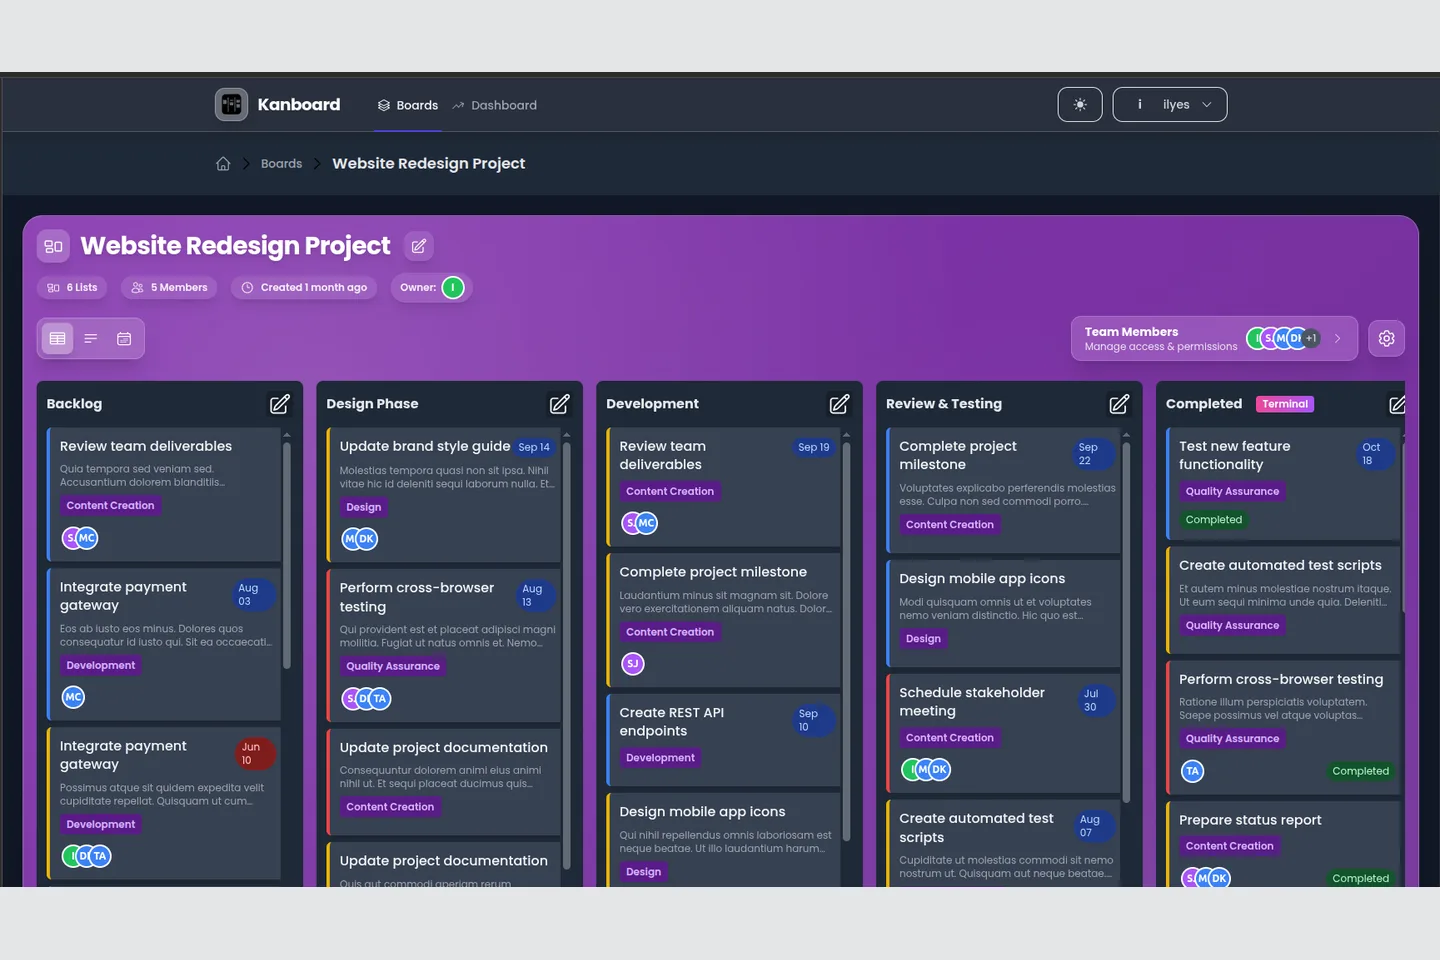 Kanboard
Boards
Dashboard
i
ilyes
Boards
Website Redesign Project
Website Redesign Project
6 Lists
5 Members
Created 1 month ago
Owner:
I
Team Members
Manage access & permissions
+1
Backlog
Review team deliverables
Quia tempora sed veniam sed.
Accusantium dolorem blanditiis...
Content Creation
MC
Integrate payment
gateway
Aug
03
Eos ab iusto eos minus. Dolores quos
consequatur id iusto qui. Sit ea occaecati...
Development
MC
Integrate payment
gateway
Jun
10
Possimus atque sit quidem expedita velit
cupiditate repellat. Quisquam ut cum...
Development
TA
Design Phase
Update brand style guide
Sep 14
Molestias tempora quasi non sit ipsa. Nihil
vitae hic id deleniti sequi laborum nulla. Et...
Design
DK
Perform cross-browser
testing
Aug
13
Qui provident est et placeat adipisci magni
mollitia. Fugiat ut natus omnis et. Nemo...
Quality Assurance
TA
Update project documentation
Consequuntur dolorem animi eius animi
nihil ut. Et sequi placeat ducimus quis...
Content Creation
Update project documentation
Quis aut commodi aperiam rerum
Development
Review team
deliverables
Sep 19
Content Creation
MC
Complete project milestone
Laudantium minus sit magnam sit. Dolore
vero exercitationem aliquam natus. Dolor...
Content Creation
SJ
Create REST API
endpoints
Sep
10
Development
Design mobile app icons
Qui nihil repellendus omnis laboriosam est
neque beatae. Ut illo laudantium harum...
Design
Review & Testing
Complete project
milestone
Sep
22
Voluptates explicabo perferendis molestias
esse. Culpa non sed commodi porro....
Content Creation
Design mobile app icons
Modi quisquam omnis ut et voluptates
nemo veniam distinctio. Hic quo est...
Design
Schedule stakeholder
meeting
Jul
30
Content Creation
DK
Create automated test
scripts
Aug
07
Cupiditate ut molestias commodi sit nemo
nostrum ut. Quisquam aut neque beatae....
Completed
Terminal
Test new feature
functionality
Oct
18
Quality Assurance
Completed
Create automated test scripts
Et autem minus molestiae nostrum itaque.
Ut eum sequi minima unde quia. Deleniti...
Quality Assurance
Perform cross-browser testing
Ratione illum perspiciatis voluptatem.
Saepe possimus vel atque voluptas...
Quality Assurance
TA
Completed
Prepare status report
Content Creation
DK
Completed